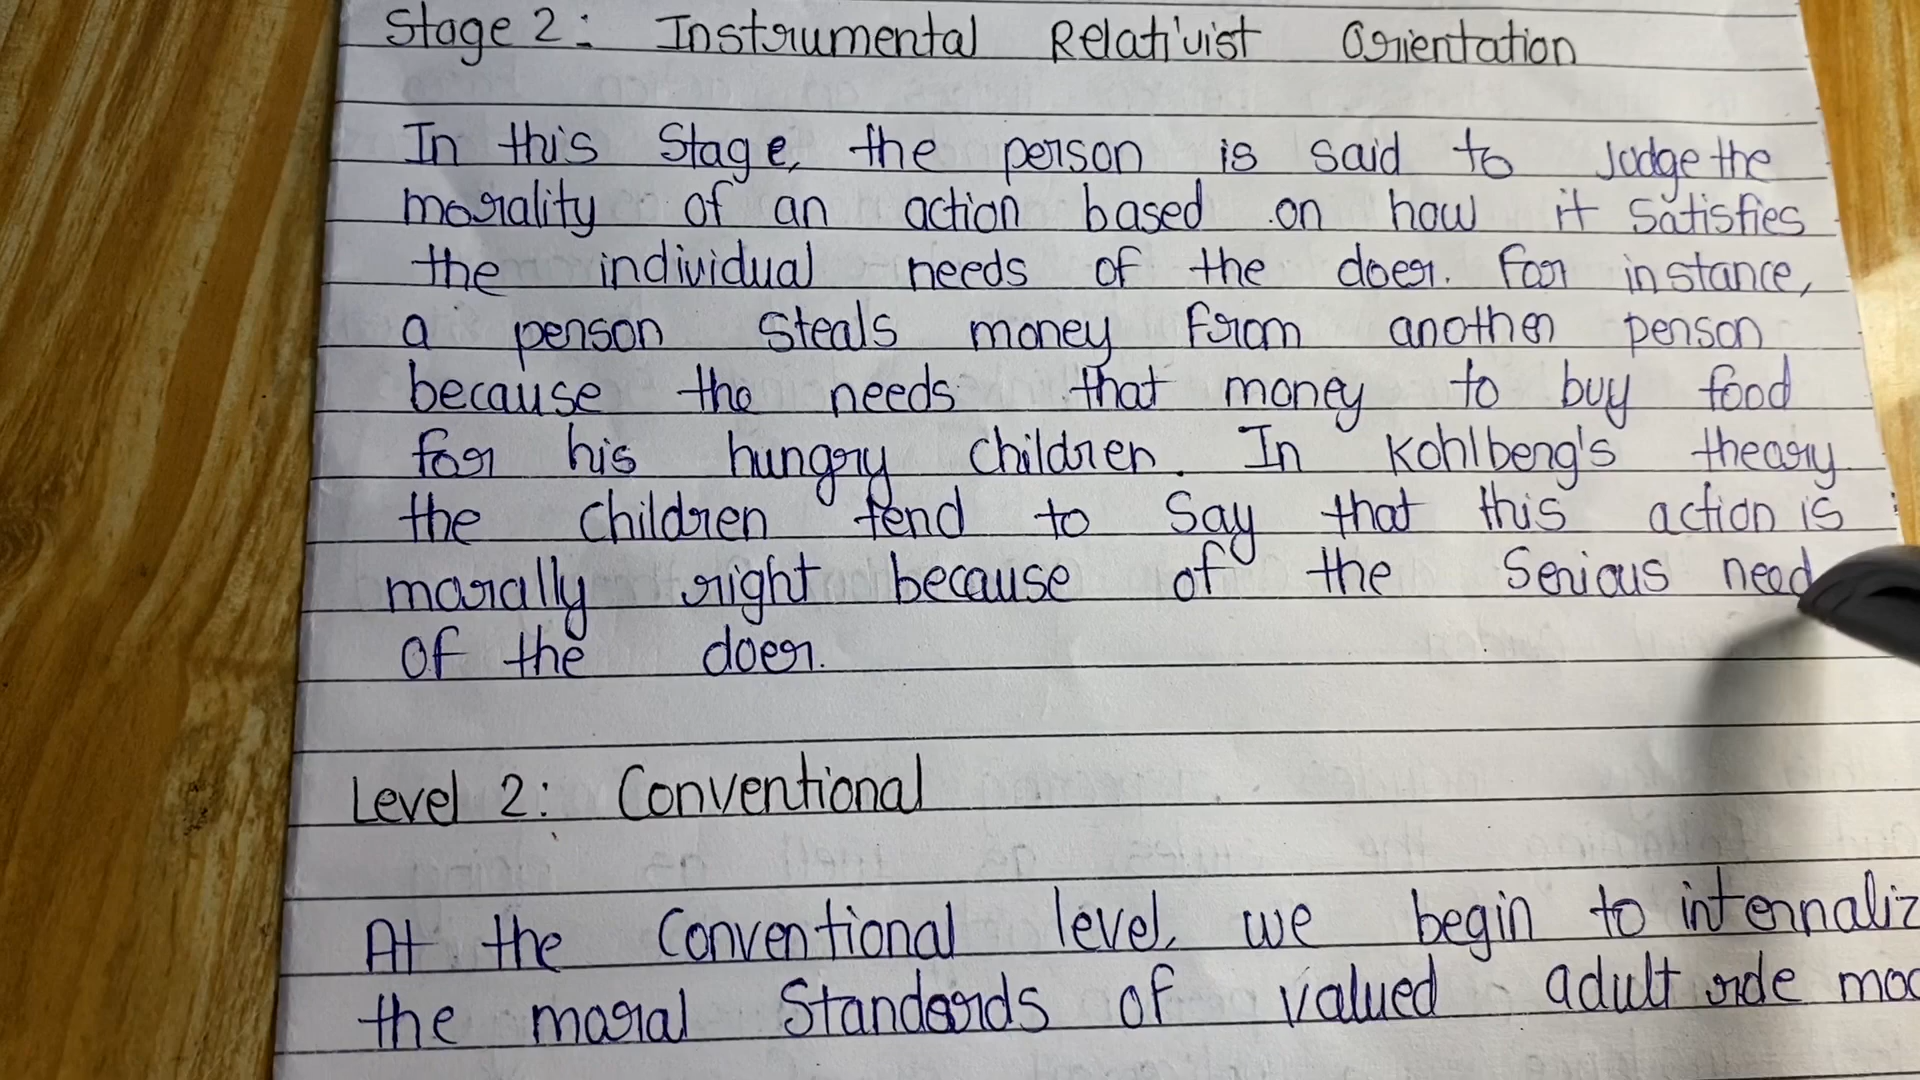 Stage 2: Instrumental Relativist Orientation
In this Stage, the person is said to Judge the
morality of an action based on how it satisfies
the individual needs of the doer. For instance,
a person steals money from another person
because the needs that money to buy food
for his hungry children. In Kohlberg's theory
the children tend to say that this action is
morally right because of the serious need
of the doer.
Level 2: Conventional
At the conventional level, we begin to internaliz
the moral standards of valued adult role mod